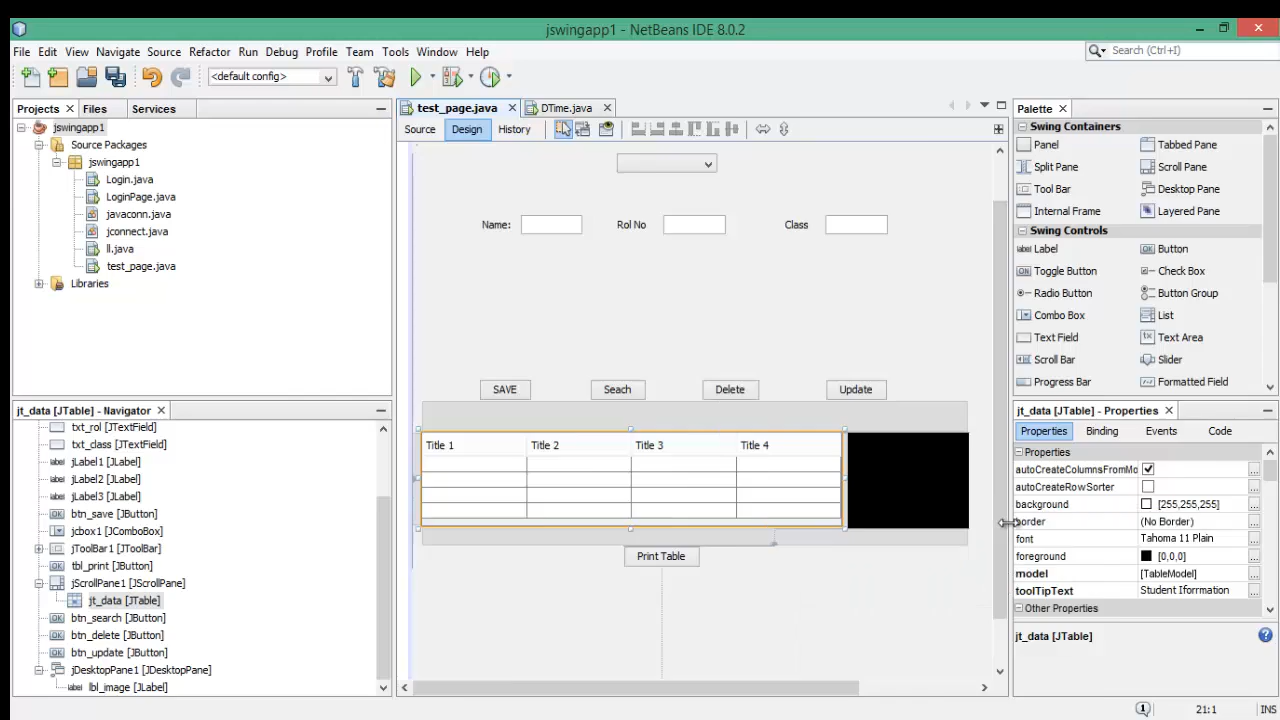 jswingapp1 - NetBeans IDE 8.0.2
File Edit View Navigate Source Refactor Run Debug Profile Team Tools Window Help
Search (Ctrl+I)
<default config>
Projects Files Services
jswingapp1
Source Packages
jswingapp1
Login.java
LoginPage.java
javaconn.java
jconnect.java
ll.java
test_page.java
Libraries
jt_data [JTable] - Navigator
txt_rol [JTextField]
txt_class [JTextField]
jLabel1 [JLabel]
jLabel2 [JLabel]
jLabel3 [JLabel]
btn_save [JButton]
jcbox1 [JComboBox]
jToolBar1 [JToolBar]
tbl_print [JButton]
jScrollPane1 [JScrollPane]
jt_data [JTable]
btn_search [JButton]
btn_delete [JButton]
btn_update [JButton]
jDesktopPane1 [JDesktopPane]
lbl_image [JLabel]
test_page.java DTime.java
Source Design History
Name: Rol No Class
SAVE Seach Delete Update
Title 1 Title 2 Title 3 Title 4
Print Table
Palette
Swing Containers
Panel Tabbed Pane
Split Pane Scroll Pane
Tool Bar Desktop Pane
Internal Frame Layered Pane
Swing Controls
label Label OK Button
ON Toggle Button Check Box
Radio Button Button Group
Combo Box List
Text Field Text Area
Scroll Bar Slider
Progress Bar Formatted Field
jt_data [JTable] - Properties
Properties Binding Events Code
Properties
autoCreateColumnsFromMo
autoCreateRowSorter
background [255,255,255]
border (No Border)
font Tahoma 11 Plain
foreground [0,0,0]
model [TableModel]
toolTipText Student Iformration
Other Properties
jt_data [JTable]
1 21:1 INS